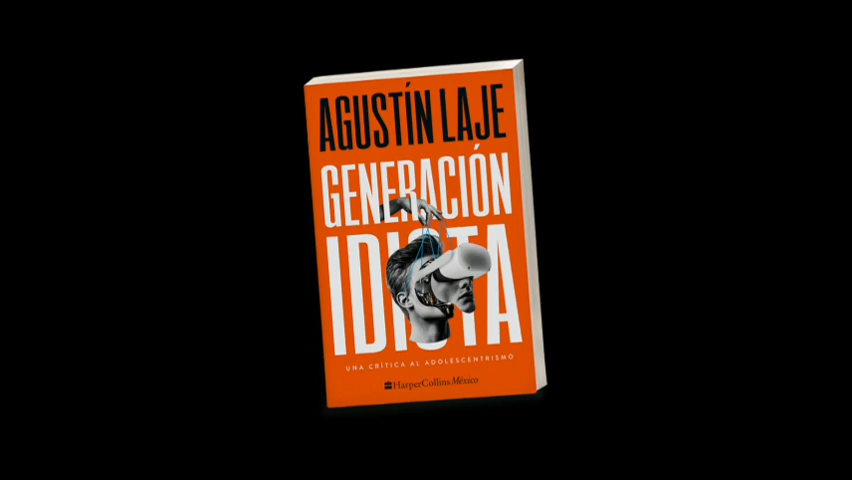 AGUSTÍN LAJE
GENERACIÓN
IDIOTA
UNA CRÍTICA AL ADOLESCENTRISMO
HarperCollins México